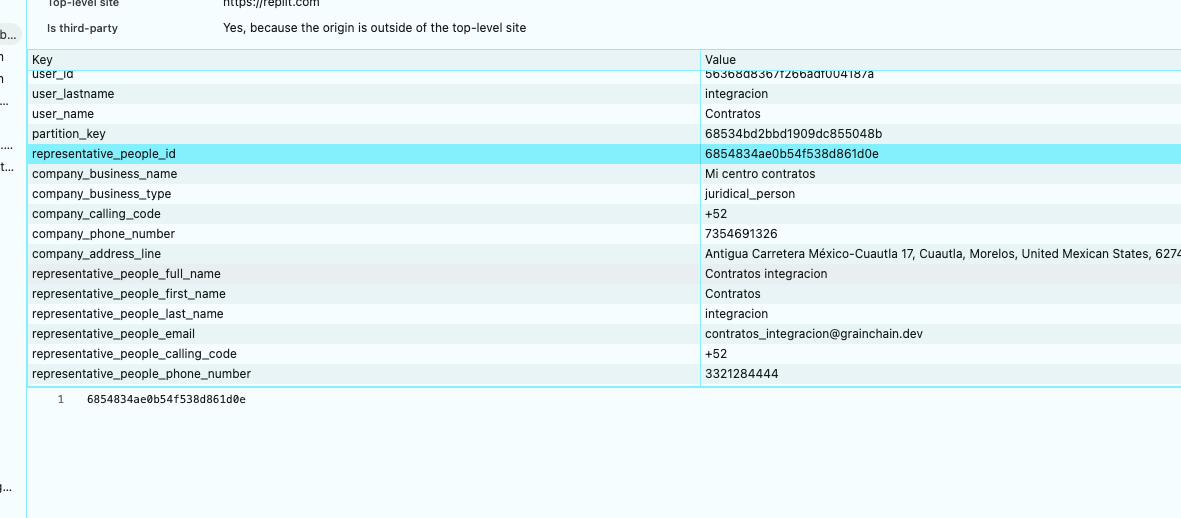 Top-level site https://replit.com
Is third-party Yes, because the origin is outside of the top-level site
b...
Key Value
user_id 56368d8367f266adf004187a
user_lastname integracion
user_name Contratos
partition_key 68534bd2bbd1909dc855048b
representative_people_id 6854834ae0b54f538d861d0e
company_business_name Mi centro contratos
t...
company_business_type juridical_person
company_calling_code +52
company_phone_number 7354691326
company_address_line Antigua Carretera México-Cuautla 17, Cuautla, Morelos, United Mexican States, 6274
representative_people_full_name Contratos integracion
representative_people_first_name Contratos
representative_people_last_name integracion
representative_people_email contratos_integracion@grainchain.dev
representative_people_calling_code +52
representative_people_phone_number 3321284444
1 6854834ae0b54f538d861d0e